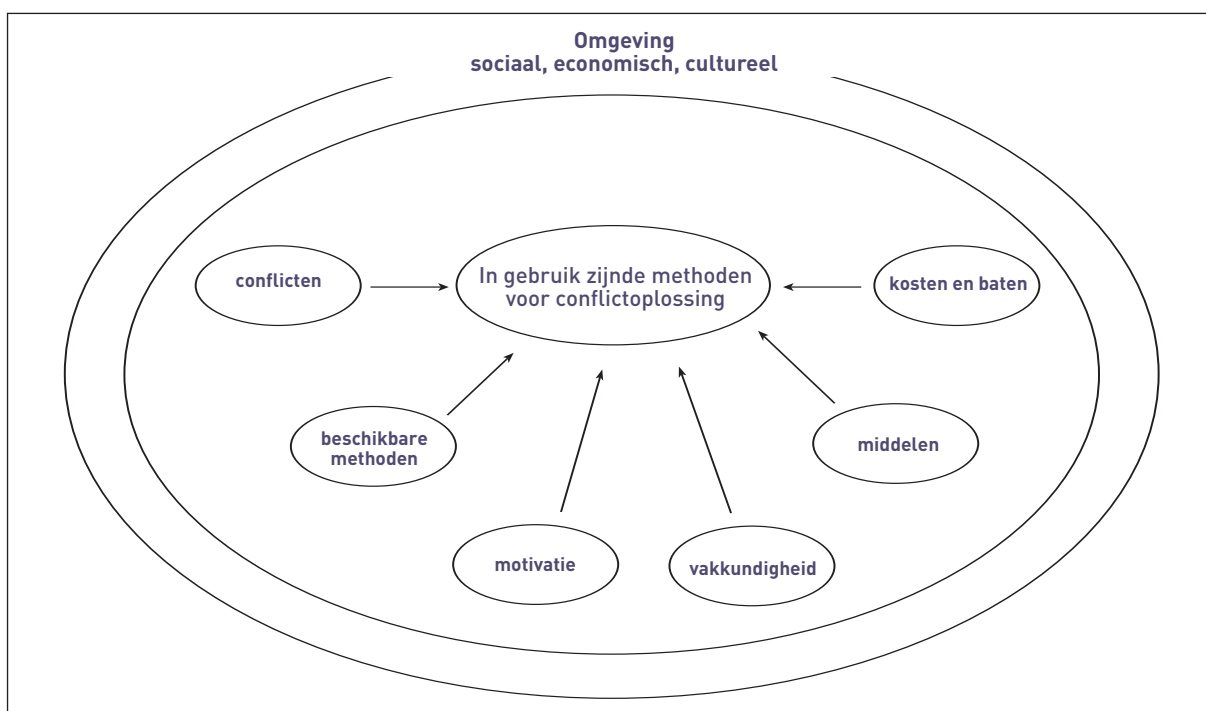 Omgeving
sociaal, economisch, cultureel
In gebruik zijnde methoden
voor conflictoplossing
conflicten
kosten en baten
beschikbare
methoden
middelen
motivatie
vakkundigheid